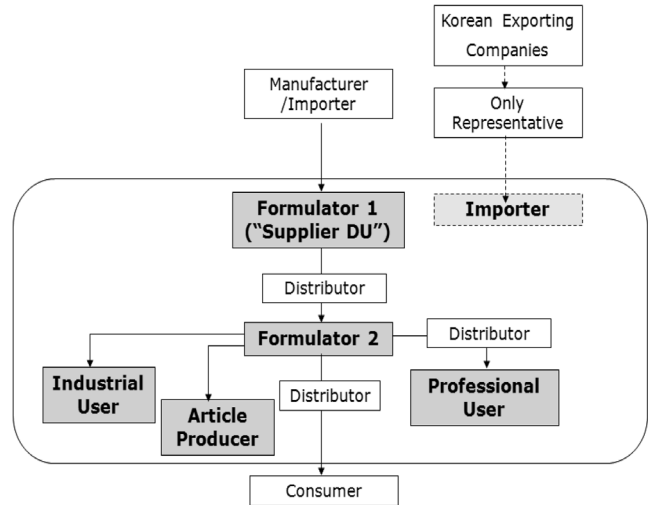 Korean Exporting
Companies
Manufacturer
/Importer
Only
Representative
Formulator 1
(“Supplier DU”)
Importer
Distributor
Formulator 2
Distributor
Industrial
User
Article
Producer
Distributor
Professional
User
Consumer